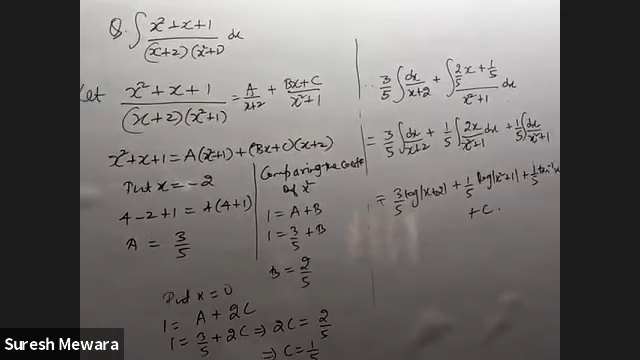 Q. ∫ x²+x+1 / (x+2)(x²+1) dx
Let x²+x+1 / (x+2)(x²+1) = A/x+2 + Bx+C/x²+1
x²+x+1 = A(x²+1)+(Bx+C)(x+2)
Put x = -2
4-2+1 = A(4+1)
A = 3/5
Comparing the coeffs
of x²
1 = A+B
1 = 3/5 + B
B = 2/5
Put x = 0
1 = A + 2C
1 = 3/5 + 2C ⇒ 2C = 2/5
⇒ C = 1/5
∴ 3/5 ∫ dx/x+2 + ∫ 2/5 x + 1/5 / x²+1 dx
= 3/5 ∫ dx/x+2 + 1/5 ∫ 2x/x²+1 dx + 1/5 ∫ dx/x²+1
= 3/5 log|x+2| + 1/5 log|x²+1| + 1/5 tan⁻¹x
+ C.
Suresh Mewara